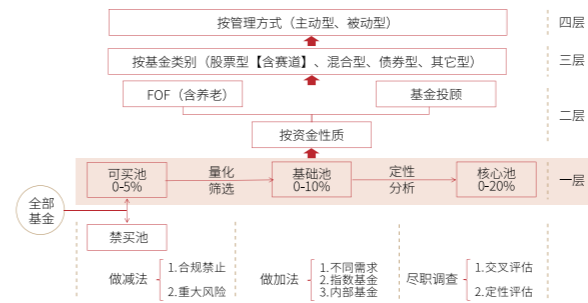 按管理方式（主动型、被动型）
四层
按基金类别（股票型【含赛道】、混合型、债券型、其它型）
三层
FOF（含养老）
基金投顾
二层
按资金性质
可买池
0-5%
量化
筛选
基础池
0-10%
定性
分析
核心池
0-20%
一层
全部
基金
禁买池
做减法
1.合规禁止
2.重大风险
做加法
1.不同需求
2.指数基金
3.内部基金
尽职调查
1.交叉评估
2.定性评估